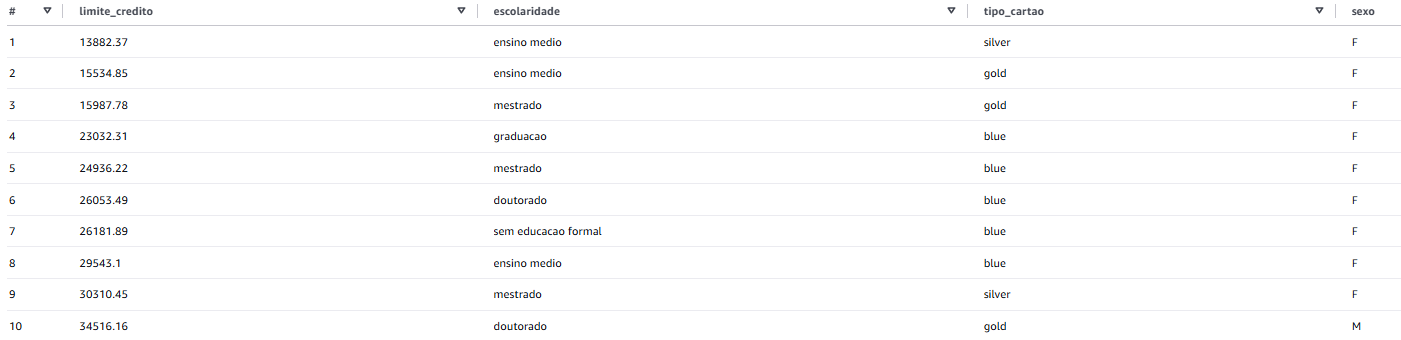 # limite_credito escolaridade tipo_cartao sexo
1 13882.37 ensino medio silver F
2 15534.85 ensino medio gold F
3 15987.78 mestrado gold F
4 23032.31 graduacao blue F
5 24936.22 mestrado blue F
6 26053.49 doutorado blue F
7 26181.89 sem educacao formal blue F
8 29543.1 ensino medio blue F
9 30310.45 mestrado silver F
10 34516.16 doutorado gold M